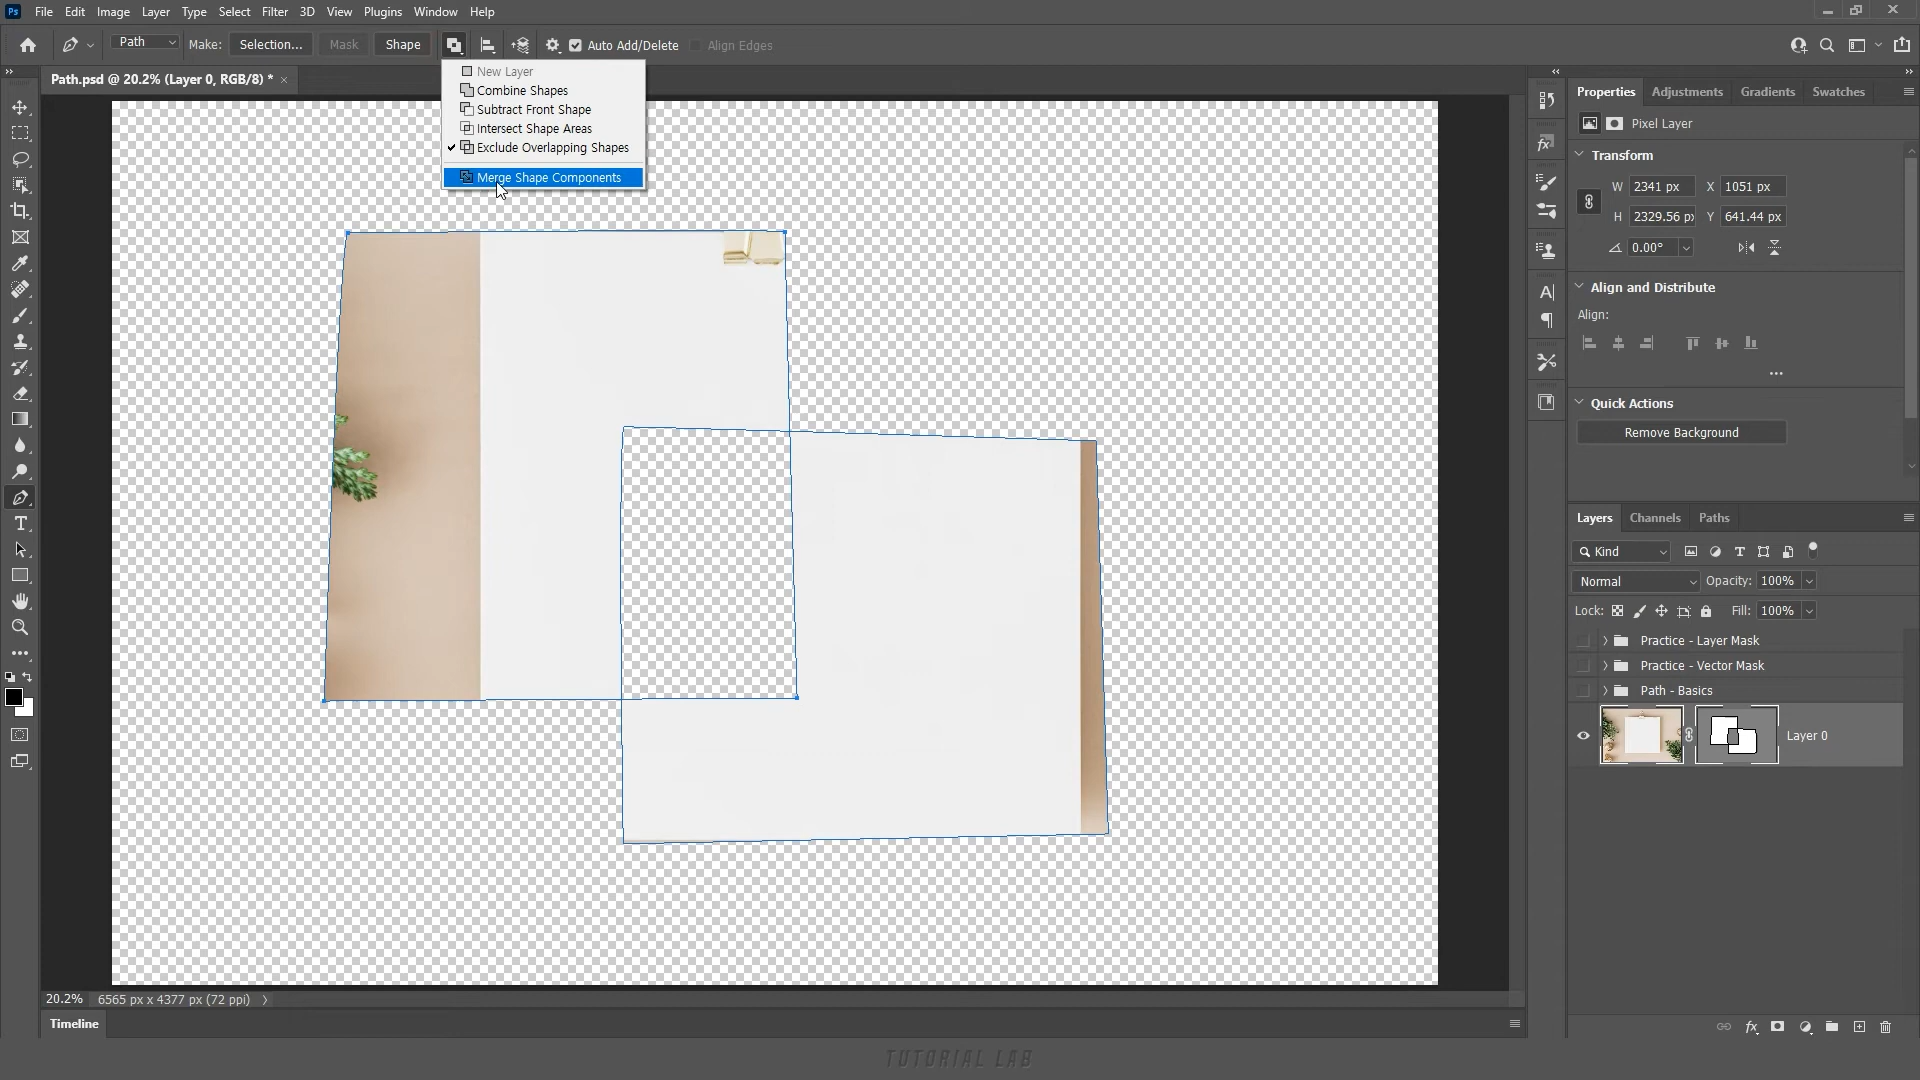 Ps File Edit Image Layer Type Select Filter 3D View Plugins Window Help
Path Make: Selection... Mask Shape Auto Add/Delete Align Edges
Path.psd @ 20.2% (Layer 0, RGB/8) * ×
New Layer
Combine Shapes
Subtract Front Shape
Intersect Shape Areas
Exclude Overlapping Shapes
Merge Shape Components
Properties Adjustments Gradients Swatches
Pixel Layer
Transform
W 2341 px X 1051 px
H 2329.56 px Y 641.44 px
0.00°
Align and Distribute
Align:
Quick Actions
Remove Background
Layers Channels Paths
Kind
Normal Opacity: 100%
Lock: Fill: 100%
Practice - Layer Mask
Practice - Vector Mask
Path - Basics
Layer 0
20.2% 6565 px x 4377 px (72 ppi)
Timeline
TUTORIAL LAB